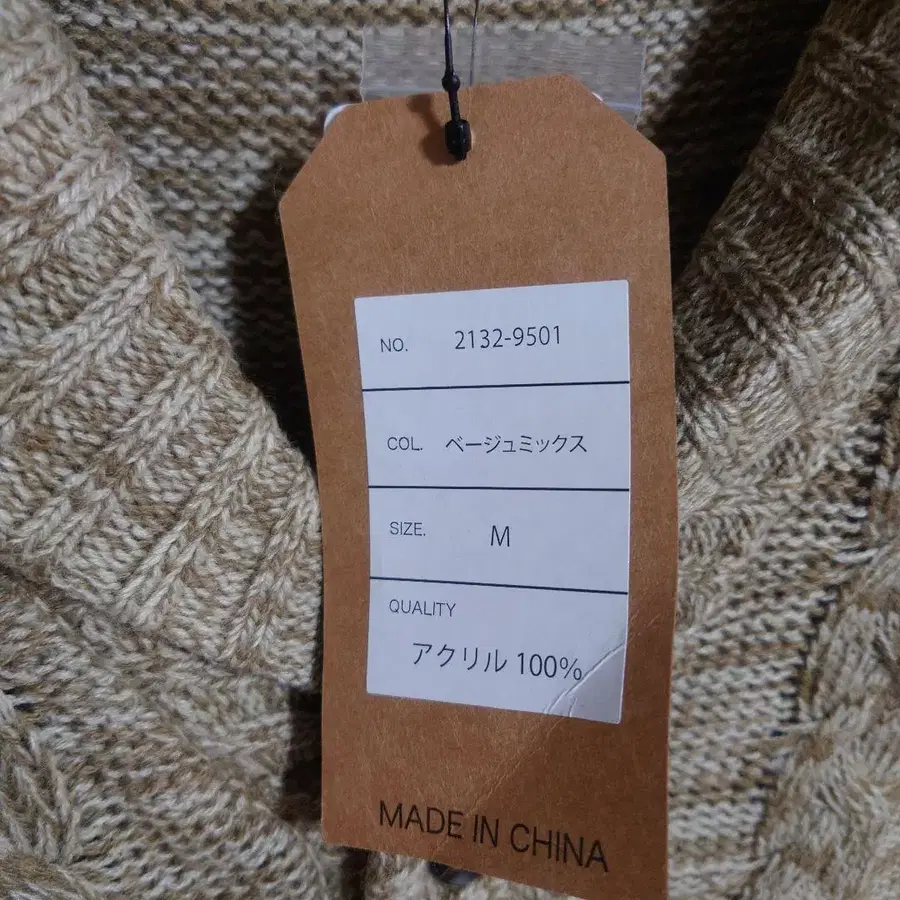 NO. 2132-9501
COL. ベージュミックス
SIZE. M
QUALITY
アクリル 100%
MADE IN CHINA